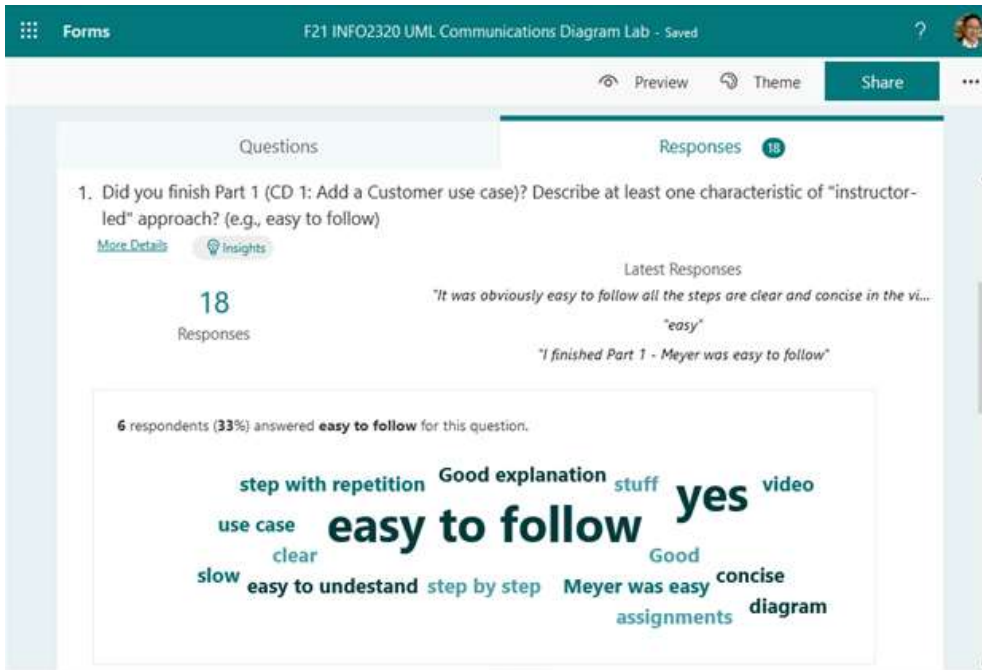 Forms
F21 INFO2320 UML Communications Diagram Lab - Saved
?
Preview
Theme
Share
Questions
Responses 18
1. Did you finish Part 1 (CD 1: Add a Customer use case)? Describe at least one characteristic of "instructor-
led" approach? (e.g., easy to follow)
More Details
Insights
18
Responses
Latest Responses
"It was obviously easy to follow all the steps are clear and concise in the vi...
"easy"
"I finished Part 1 - Meyer was easy to follow"
6 respondents (33%) answered easy to follow for this question.
step with repetition Good explanation stuff yes video
use case easy to follow
clear Good
slow easy to undestand step by step Meyer was easy concise
assignments diagram